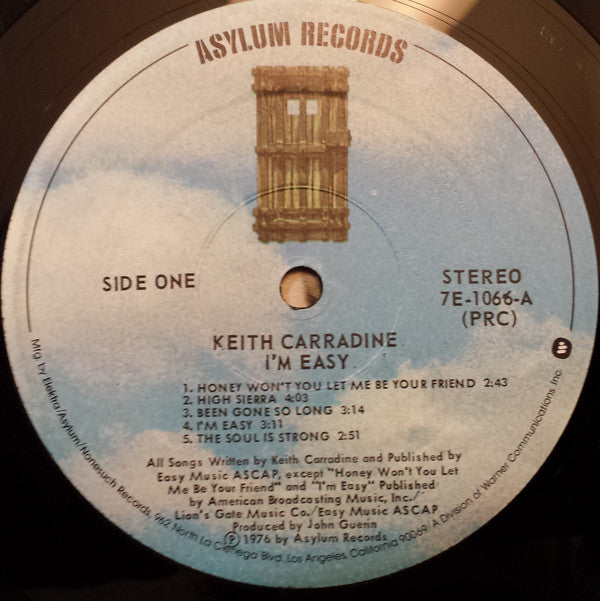 ASYLUM RECORDS
SIDE ONE
STEREO
7E-1066-A
(PRC)
KEITH CARRADINE
I'M EASY
1. HONEY WON'T YOU LET ME BE YOUR FRIEND 2:43
2. HIGH SIERRA 4:03
3. BEEN GONE SO LONG 3:14
4. I'M EASY 3:11
5. THE SOUL IS STRONG 2:51
All Songs Written by Keith Carradine and Published by
Easy Music ASCAP, except "Honey Won't You Let
Me Be Your Friend" and "I'm Easy" Published
by American Broadcasting Music, Inc./
Lion's Gate Music Co./Easy Music ASCAP
Produced by John Guerin
Ⓟ 1976 by Asylum Records
Mfg by Elektra/Asylum/Nonesuch Records, 962 North La Cienega Blvd., Los Angeles, California 90069/A Division of Warner Communications Inc.